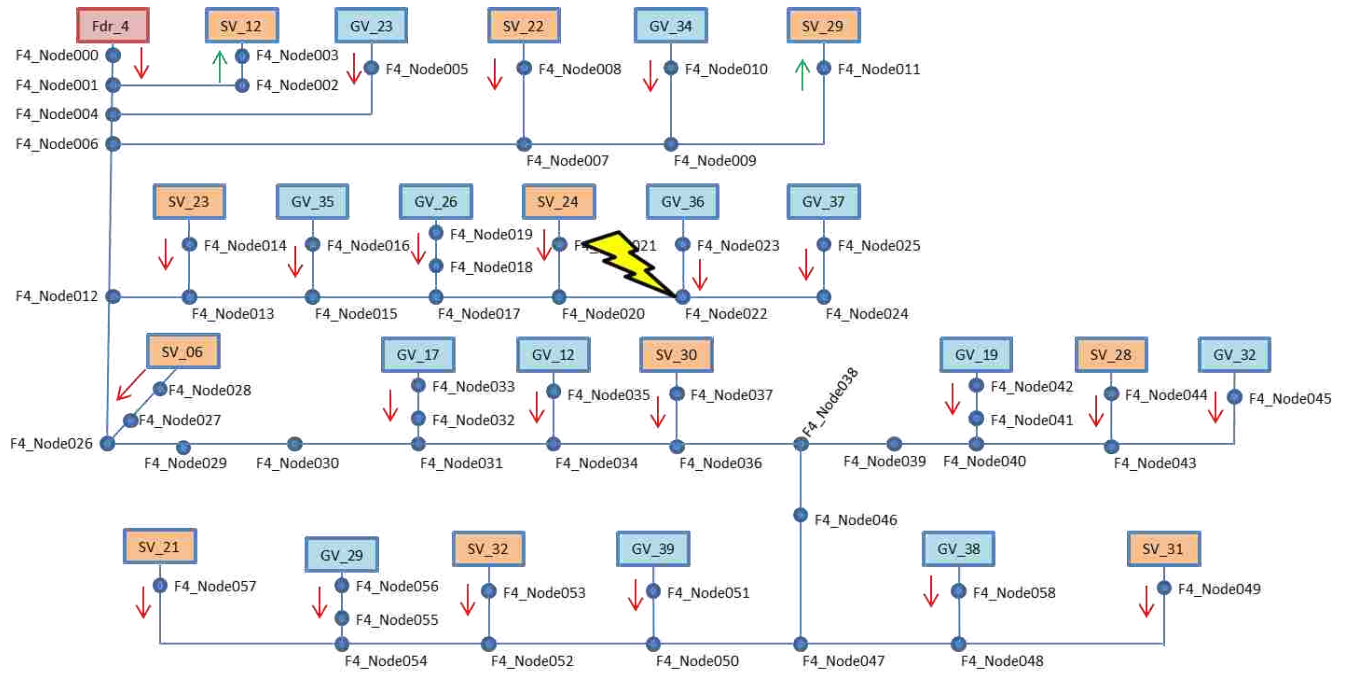 Fdr_4 SV_12 GV_23 SV_22 GV_34 SV_29
F4_Node000 F4_Node003
F4_Node005 F4_Node008 F4_Node010 F4_Node011
F4_Node001 F4_Node002
F4_Node004
F4_Node006
F4_Node007 F4_Node009
SV_23 GV_35 GV_26 SV_24 GV_36 GV_37
F4_Node019
F4_Node014 F4_Node016 021 F4_Node023 F4_Node025
F4_Node018
F4_Node012
F4_Node013 F4_Node015 F4_Node017 F4_Node020 F4_Node022 F4_Node024
SV_06 GV_17 GV_12 SV_30 GV_19 SV_28 GV_32
F4_Node038
F4_Node028 F4_Node033 F4_Node035 F4_Node037 F4_Node042 F4_Node044 F4_Node045
F4_Node027 F4_Node032 F4_Node041
F4_Node026
F4_Node029 F4_Node030 F4_Node031 F4_Node034 F4_Node036 F4_Node039 F4_Node040 F4_Node043
F4_Node046
SV_21 GV_29 SV_32 GV_39 GV_38 SV_31
F4_Node057 F4_Node056 F4_Node053 F4_Node051 F4_Node058 F4_Node049
F4_Node055
F4_Node054 F4_Node052 F4_Node050 F4_Node047 F4_Node048